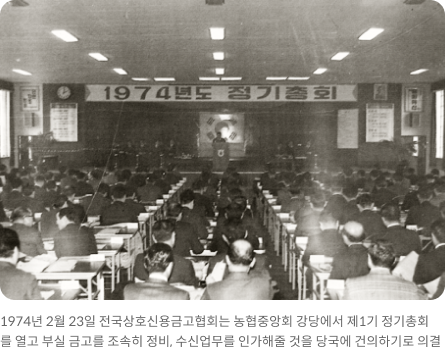 1974년도 정기총회
1974년 2월 23일 전국상호신용금고협회는 농협중앙회 강당에서 제1기 정기총회
를 열고 부실 금고를 조속히 정비, 수신업무를 인가해줄 것을 당국에 건의하기로 의결